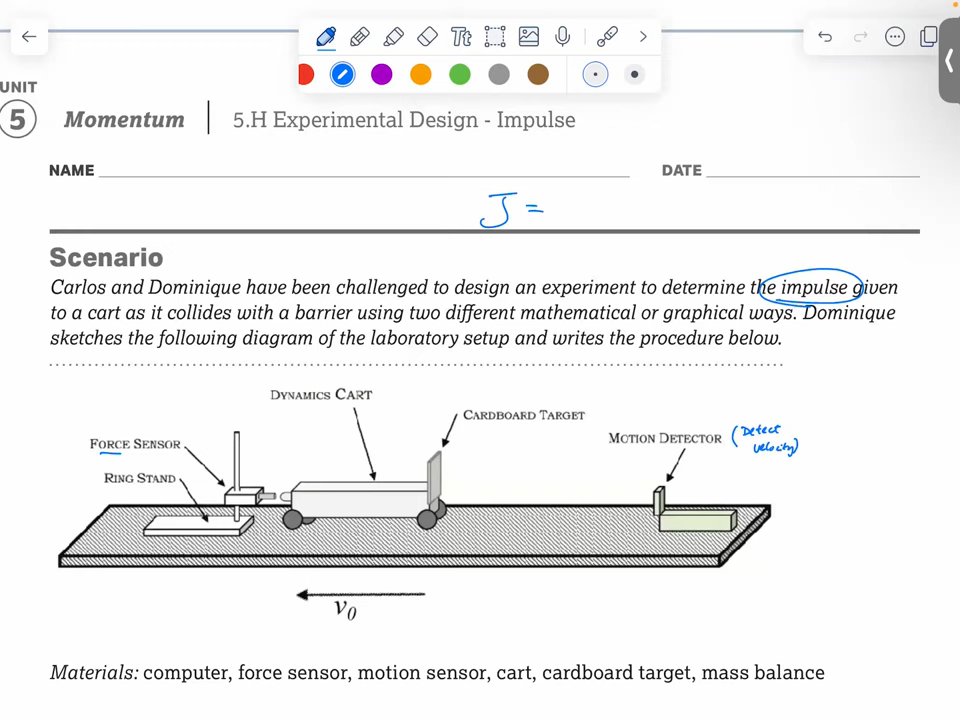 Tt
UNIT
5 Momentum 5.H Experimental Design - Impulse
NAME DATE
J =
Scenario
Carlos and Dominique have been challenged to design an experiment to determine the impulse given
to a cart as it collides with a barrier using two different mathematical or graphical ways. Dominique
sketches the following diagram of the laboratory setup and writes the procedure below.
DYNAMICS CART
CARDBOARD TARGET
FORCE SENSOR
MOTION DETECTOR (Detect
velocity)
RING STAND
v0
Materials: computer, force sensor, motion sensor, cart, cardboard target, mass balance